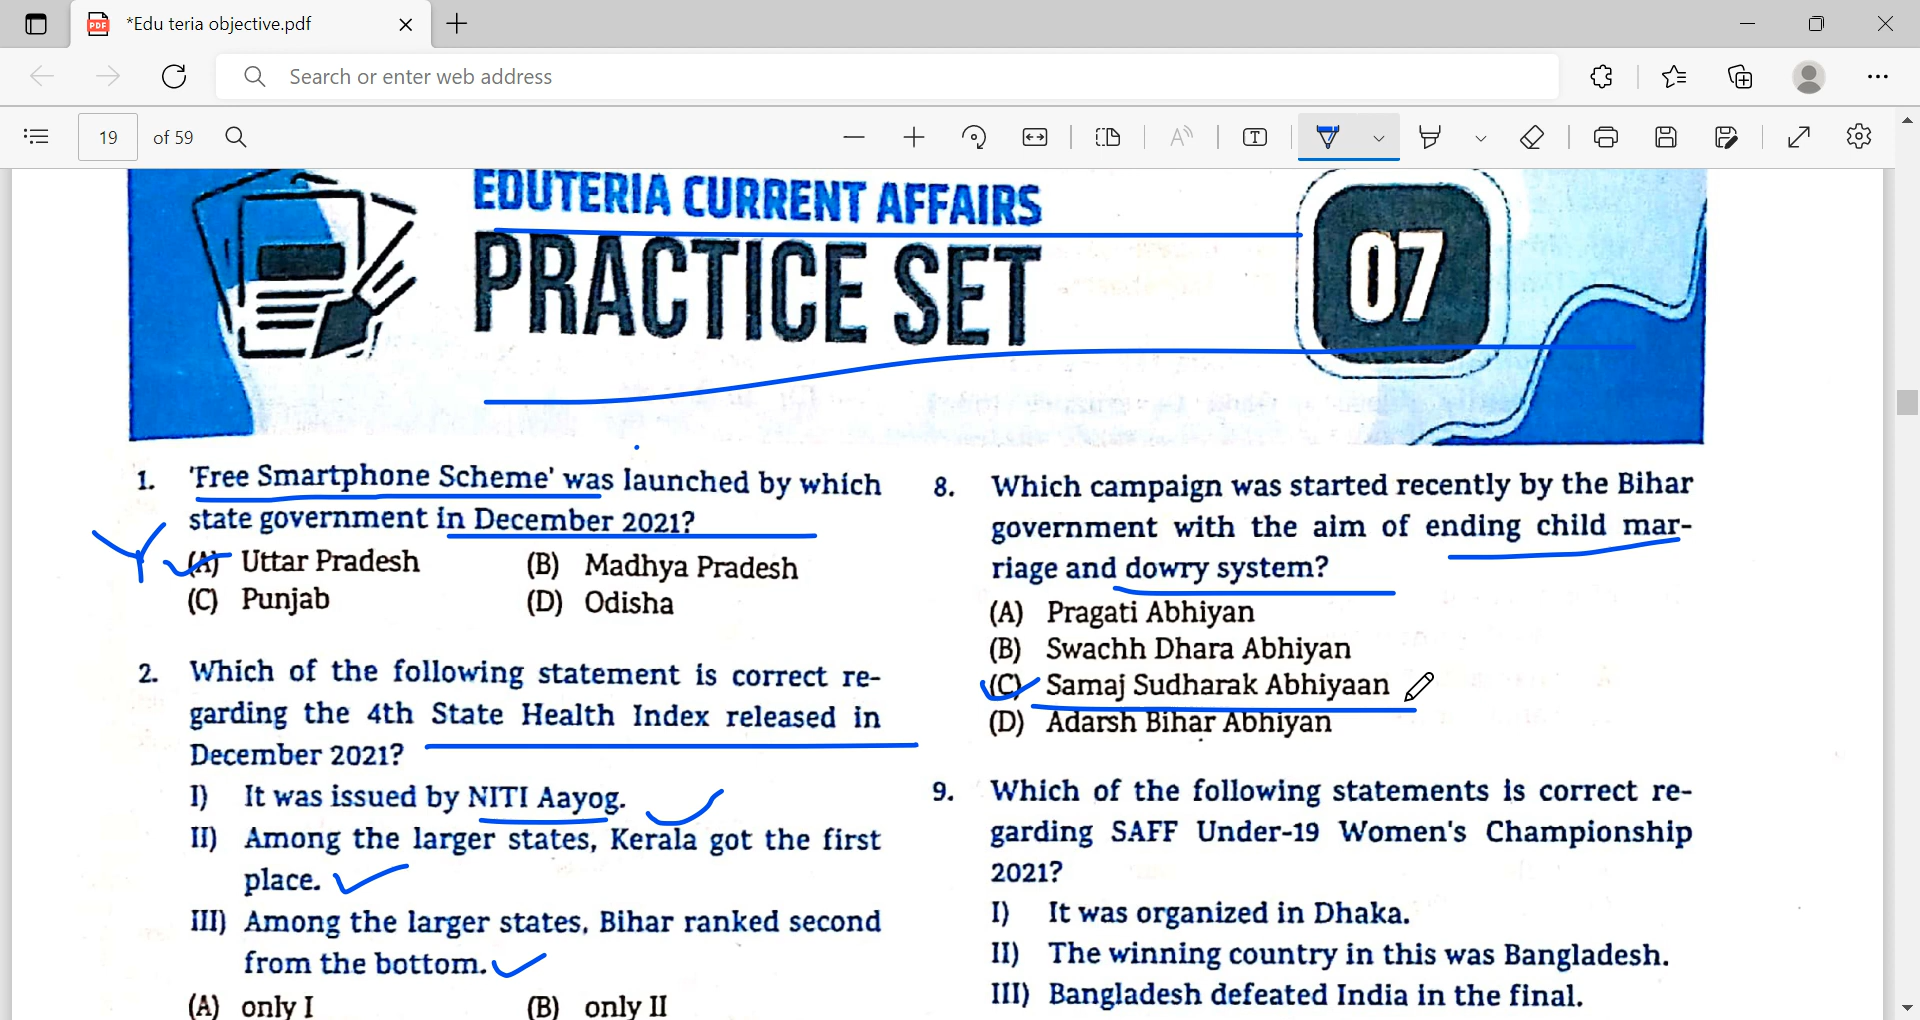 *Edu teria objective.pdf
Search or enter web address
19 of 59
EDUTERIA CURRENT AFFAIRS
PRACTICE SET
07
1. 'Free Smartphone Scheme' was launched by which
state government in December 2021?
(A) Uttar Pradesh (B) Madhya Pradesh
(C) Punjab (D) Odisha
2. Which of the following statement is correct re-
garding the 4th State Health Index released in
December 2021?
I) It was issued by NITI Aayog.
II) Among the larger states, Kerala got the first
place.
III) Among the larger states, Bihar ranked second
from the bottom.
(A) only I (B) only II
8. Which campaign was started recently by the Bihar
government with the aim of ending child mar-
riage and dowry system?
(A) Pragati Abhiyan
(B) Swachh Dhara Abhiyan
(C) Samaj Sudharak Abhiyaan
(D) Adarsh Bihar Abhiyan
9. Which of the following statements is correct re-
garding SAFF Under-19 Women's Championship
2021?
I) It was organized in Dhaka.
II) The winning country in this was Bangladesh.
III) Bangladesh defeated India in the final.